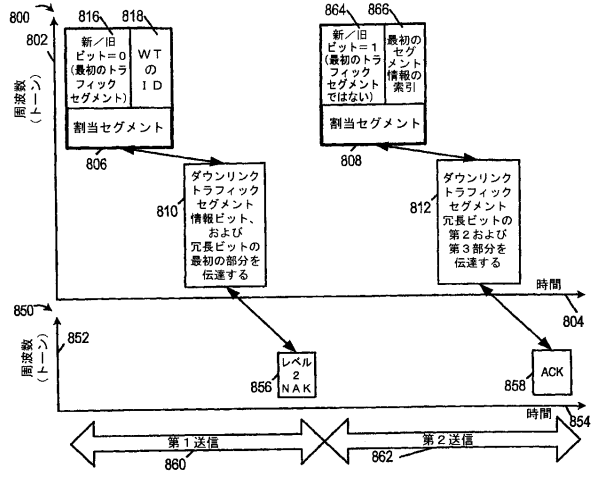 800
802
周波数
(トーン)
816
818
新/旧
ビット=0
(最初のトラ
フィック
セグメント)
WT
の
ID
割当セグメント
806
864
866
新/旧
ビット=1
(最初のトラ
フィック
セグメント
ではない)
最初の
セグ
メント
情報の
索引
割当セグメント
808
810
ダウンリンク
トラフィック
セグメント
情報ビット、
および
冗長ビットの
最初の部分を
伝達する
812
ダウンリンク
トラフィック
セグメント
冗長ビットの
第2および
第3部分を
伝達する
時間
804
850
852
周波数
(トーン)
856
レベル
2
NAK
858
ACK
時間
854
第1送信
860
第2送信
862